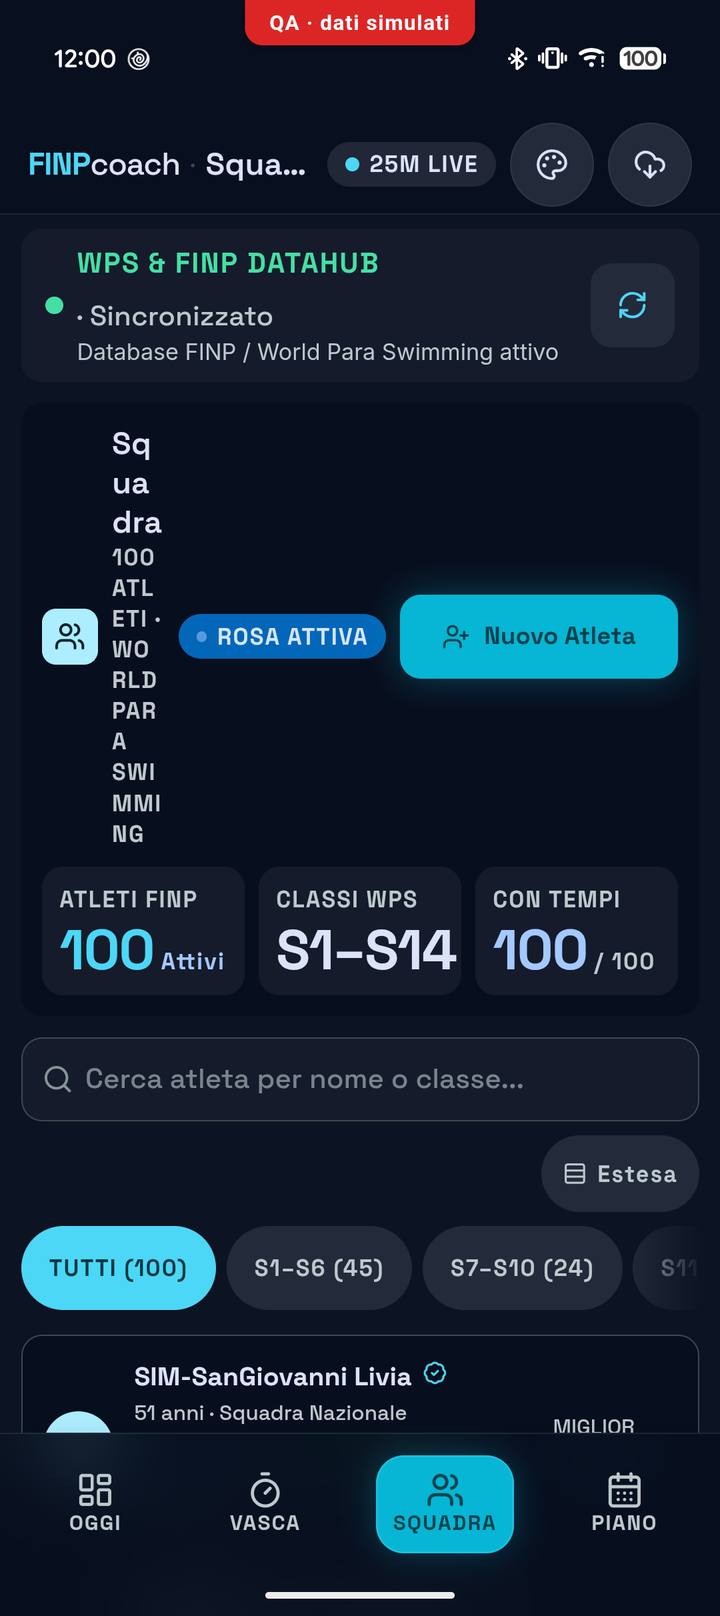 QA · dati simulati
12:00
100
FINPcoach · Squa...
25M LIVE
WPS & FINP DATAHUB
· Sincronizzato
Database FINP / World Para Swimming attivo
Sq
ua
dra
100
ATL
ETI ·
WO
RLD
PAR
A
SWI
MMI
NG
ROSA ATTIVA
Nuovo Atleta
ATLETI FINP
100 Attivi
CLASSI WPS
S1–S14
CON TEMPI
100 / 100
Cerca atleta per nome o classe...
Estesa
TUTTI (100)
S1–S6 (45)
S7–S10 (24)
S11
SIM-SanGiovanni Livia
51 anni · Squadra Nazionale
MIGLIOR
OGGI
VASCA
SQUADRA
PIANO